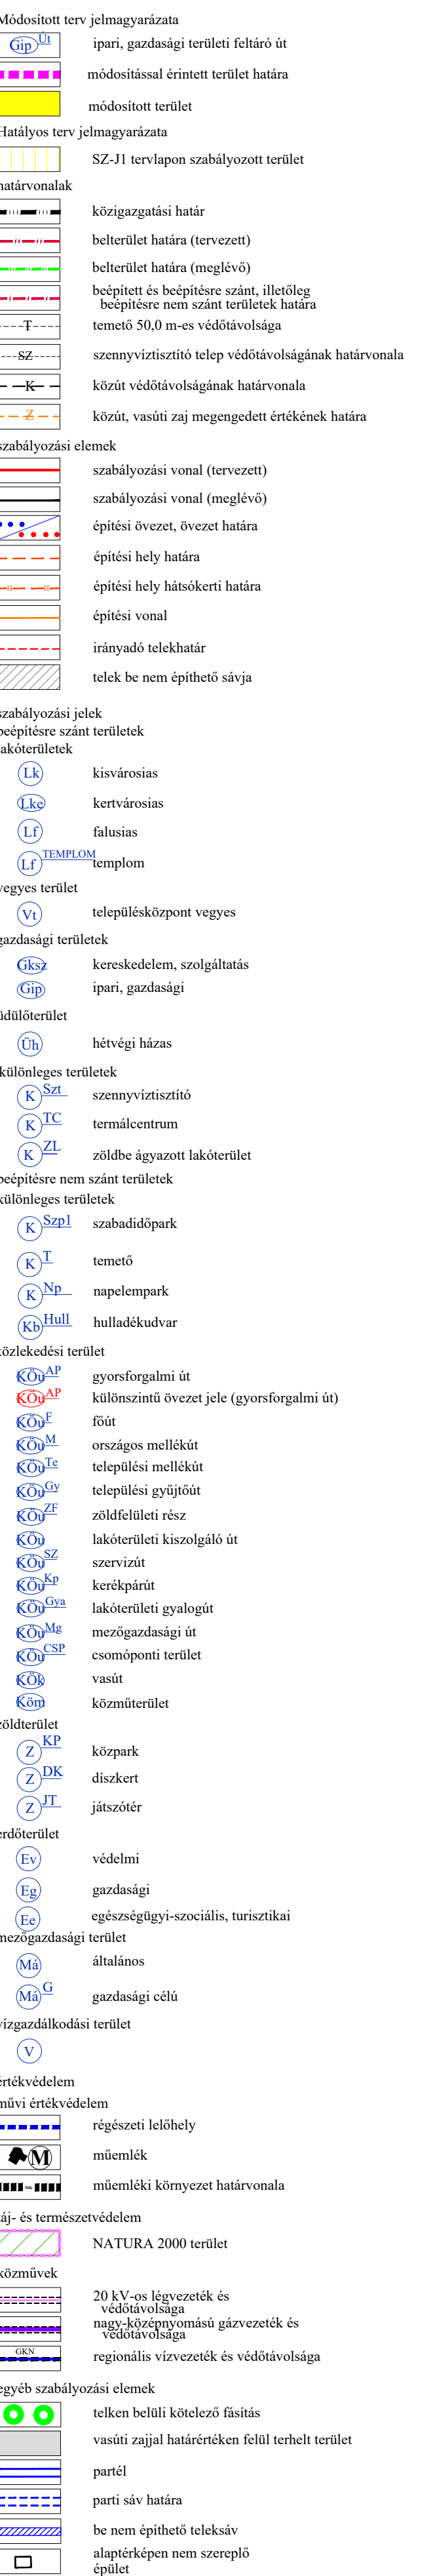 Módosított terv jelmagyarázata
Gip Út ipari, gazdasági területi feltáró út
módosítással érintett terület határa
módosított terület
Hatályos terv jelmagyarázata
SZ-J1 tervlapon szabályozott terület
határvonalak
közigazgatási határ
belterület határa (tervezett)
belterület határa (meglévő)
beépített és beépítésre szánt, illetőleg
beépítésre nem szánt területek határa
T temető 50,0 m-es védőtávolsága
SZ szennyvíztisztító telep védőtávolságának határvonala
K közút védőtávolságának határvonala
Z közút, vasúti zaj megengedett értékének határa
szabályozási elemek
szabályozási vonal (tervezett)
szabályozási vonal (meglévő)
építési övezet, övezet határa
építési hely határa
építési hely hátsókerti határa
építési vonal
irányadó telekhatár
telek be nem építhető sávja
szabályozási jelek
beépítésre szánt területek
lakóterületek
Lk kisvárosias
Lke kertvárosias
Lf falusias
Lf TEMPLOM templom
vegyes terület
Vt településközpont vegyes
gazdasági területek
Gksz kereskedelem, szolgáltatás
Gip ipari, gazdasági
üdülőterület
Üh hétvégi házas
különleges területek
K Szt szennyvíztisztító
K TC termálcentrum
K ZL zöldbe ágyazott lakóterület
beépítésre nem szánt területek
különleges területek
K Szp1 szabadidőpark
K T temető
K Np napelempark
Kb Hull hulladékudvar
közlekedési terület
KÖu AP gyorsforgalmi út
KÖu AP különszintű övezet jele (gyorsforgalmi út)
KÖu F főút
KÖu M országos mellékút
KÖu Te települési mellékút
KÖu Gy települési gyűjtőút
KÖu ZF zöldfelületi rész
KÖu lakóterületi kiszolgáló út
KÖu SZ szervizút
KÖu Kp kerékpárút
KÖu Gya lakóterületi gyalogút
KÖu Mg mezőgazdasági út
KÖu CSP csomóponti terület
KÖk vasút
Köm közműterület
zöldterület
Z KP közpark
Z DK díszkert
Z JT játszótér
erdőterület
Ev védelmi
Eg gazdasági
Ee egészségügyi-szociális, turisztikai
mezőgazdasági terület
Má általános
Má G gazdasági célú
vízgazdálkodási terület
V
értékvédelem
művi értékvédelem
régészeti lelőhely
M műemlék
műemléki környezet határvonala
táj- és természetvédelem
NATURA 2000 terület
közművek
20 kV-os légvezeték és
védőtávolsága
nagy-középnyomású gázvezeték és
védőtávolsága
GKN regionális vízvezeték és védőtávolsága
egyéb szabályozási elemek
telken belüli kötelező fásítás
vasúti zajjal határértéken felül terhelt terület
partél
parti sáv határa
be nem építhető teleksáv
alaptérképen nem szereplő
épület